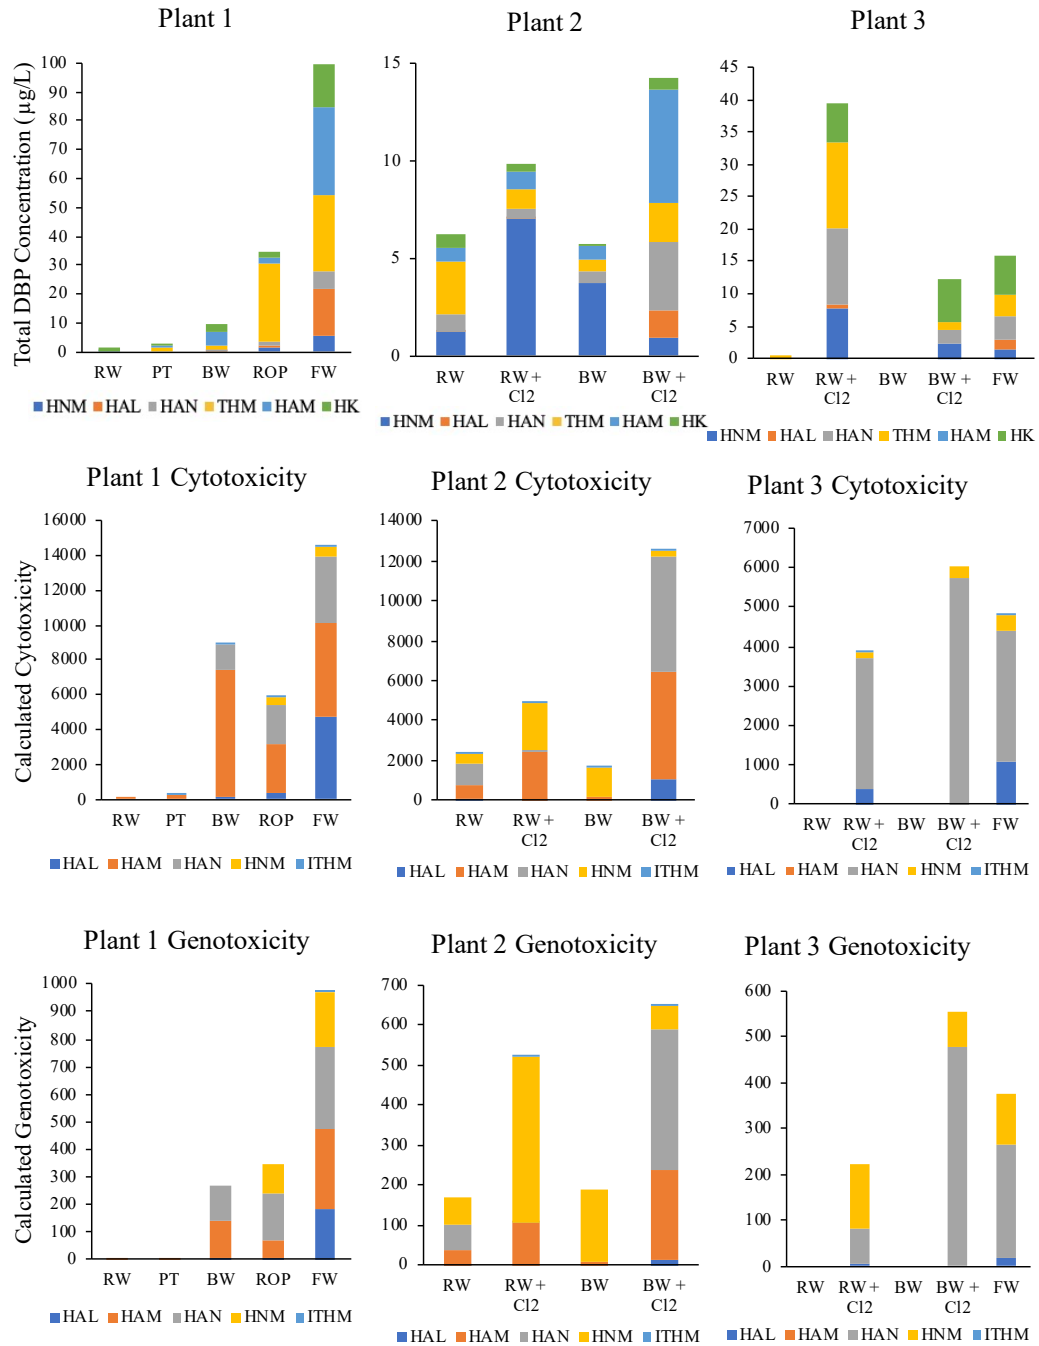 Plant 1
Total DBP Concentration (µg/L)
100
90
80
70
60
50
40
30
20
10
0
RW PT BW ROP FW
HNM HAL HAN THM HAM HK
Plant 2
15
10
5
0
RW RW + Cl2 BW BW + Cl2
HNM HAL HAN THM HAM HK
Plant 3
45
40
35
30
25
20
15
10
5
0
RW RW + Cl2 BW BW + Cl2 FW
HNM HAL HAN THM HAM HK
Plant 1 Cytotoxicity
Calculated Cytotoxicity
16000
14000
12000
10000
8000
6000
4000
2000
0
RW PT BW ROP FW
HAL HAM HAN HNM ITHM
Plant 2 Cytotoxicity
14000
12000
10000
8000
6000
4000
2000
0
RW RW + Cl2 BW BW + Cl2
HAL HAM HAN HNM ITHM
Plant 3 Cytotoxicity
7000
6000
5000
4000
3000
2000
1000
0
RW RW + Cl2 BW BW + Cl2 FW
HAL HAM HAN HNM ITHM
Plant 1 Genotoxicity
Calculated Genotoxicity
1000
900
800
700
600
500
400
300
200
100
0
RW PT BW ROP FW
HAL HAM HAN HNM ITHM
Plant 2 Genotoxicity
700
600
500
400
300
200
100
0
RW RW + Cl2 BW BW + Cl2
HAL HAM HAN HNM ITHM
Plant 3 Genotoxicity
600
500
400
300
200
100
0
RW RW + Cl2 BW BW + Cl2 FW
HAL HAM HAN HNM ITHM